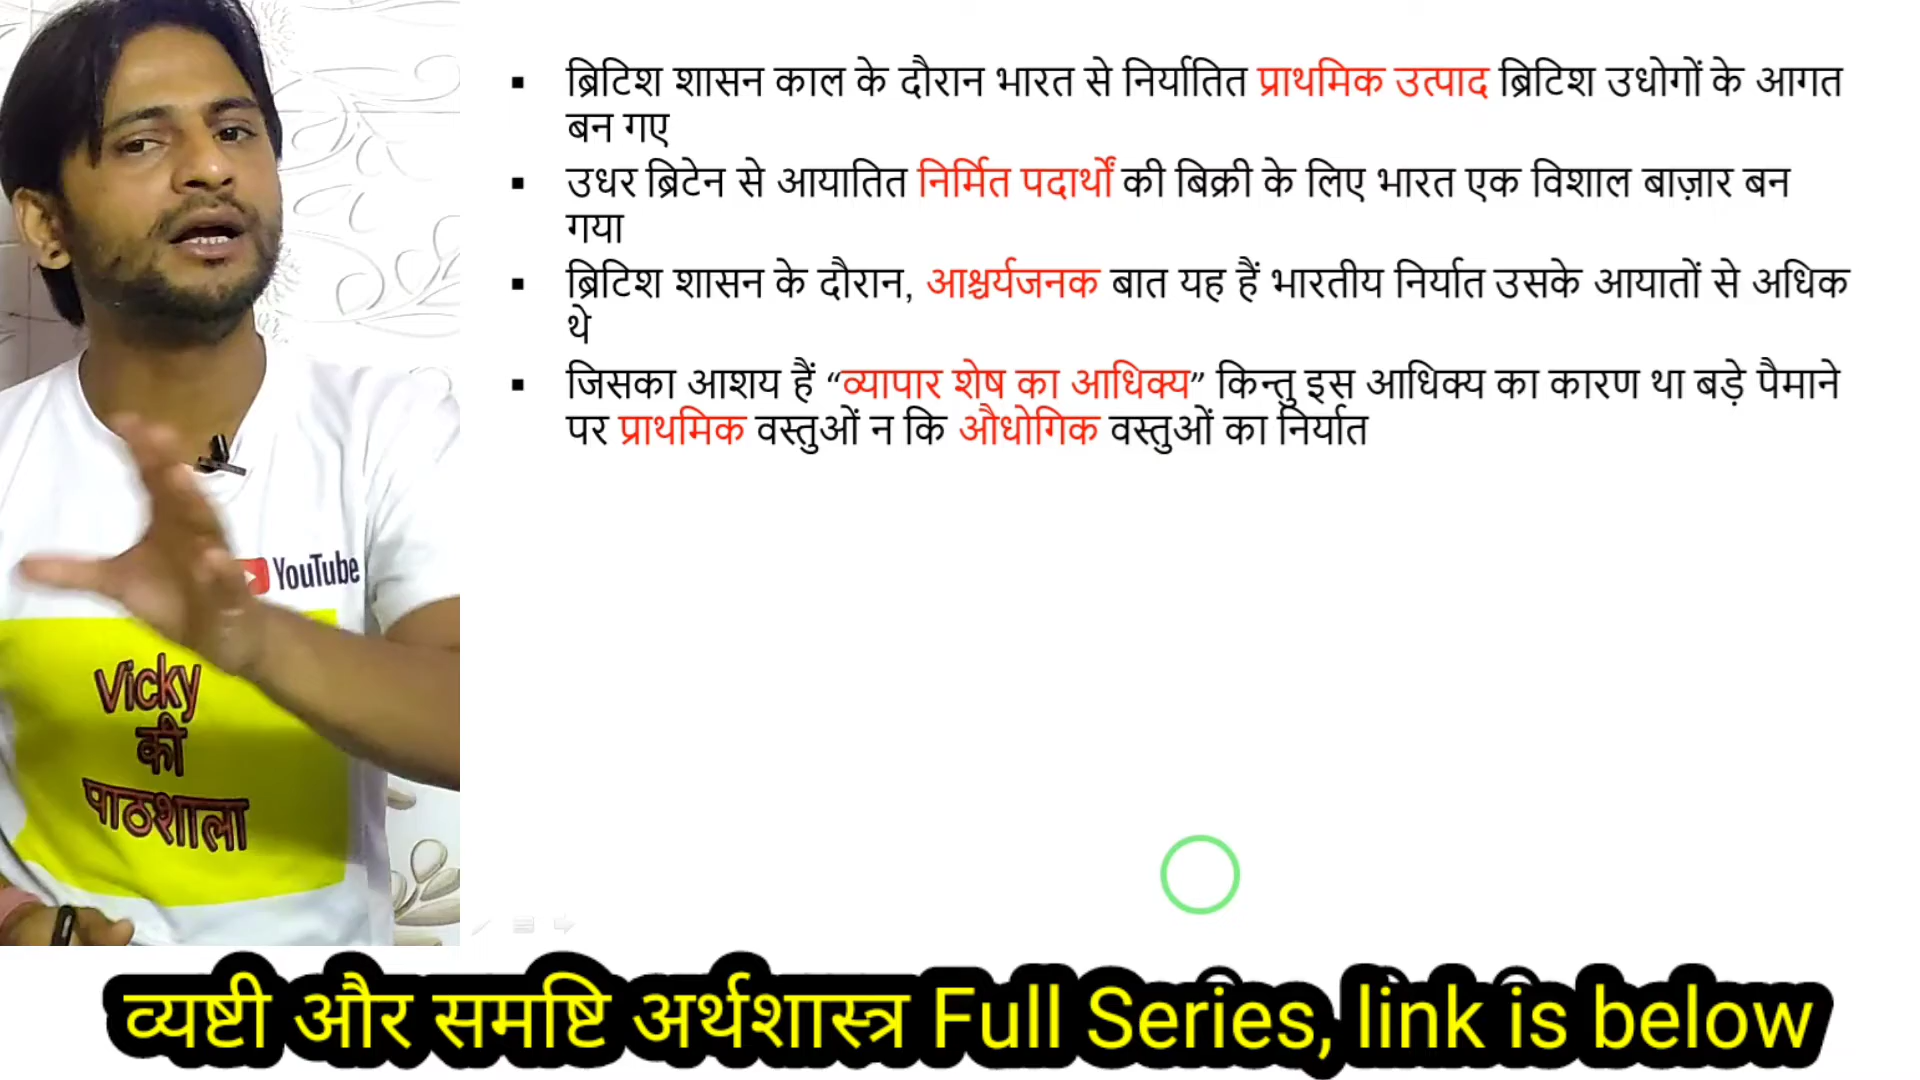 ब्रिटिश शासन काल के दौरान भारत से निर्यातित प्राथमिक उत्पाद ब्रिटिश उधोगों के आगत
बन गए
उधर ब्रिटेन से आयातित निर्मित पदार्थों की बिक्री के लिए भारत एक विशाल बाज़ार बन
गया
ब्रिटिश शासन के दौरान, आश्चर्यजनक बात यह हैं भारतीय निर्यात उसके आयातों से अधिक
थे
जिसका आशय हैं “व्यापार शेष का आधिक्य” किन्तु इस आधिक्य का कारण था बड़े पैमाने
पर प्राथमिक वस्तुओं न कि औधोगिक वस्तुओं का निर्यात
YouTube
Vicky
की
पाठशाला
व्यष्टी और समष्टि अर्थशास्त्र Full Series, link is below